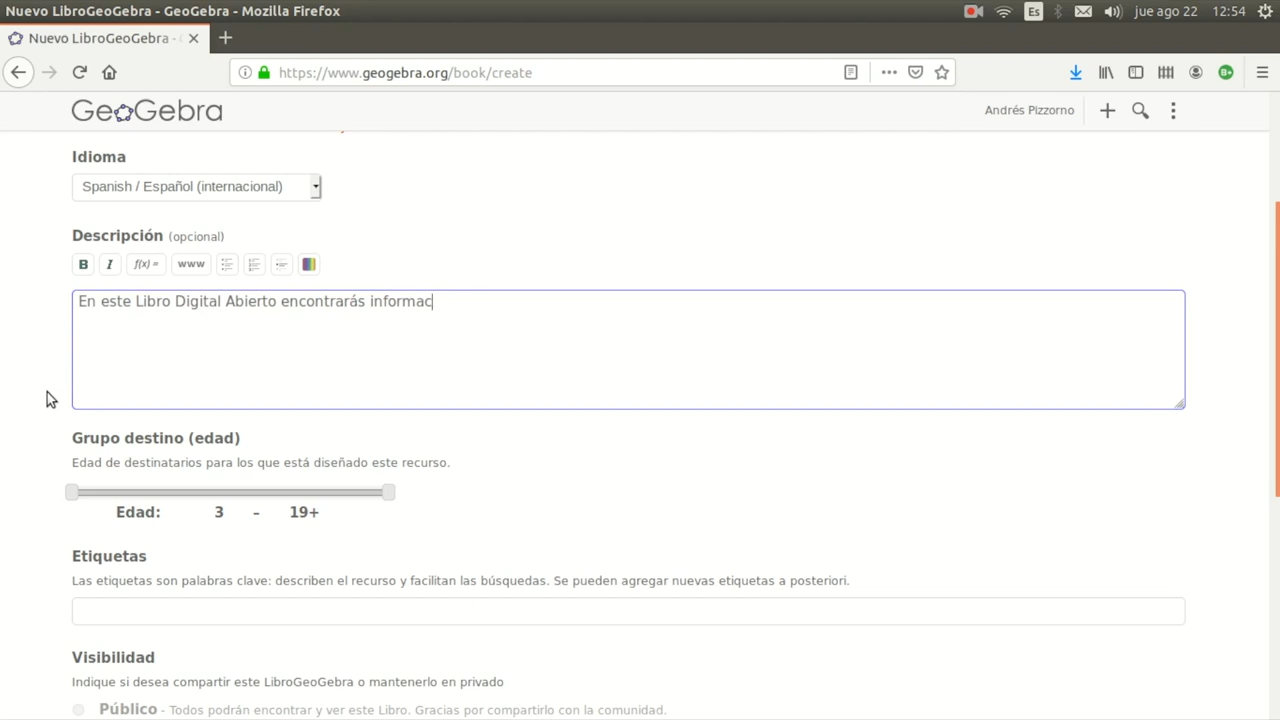 Nuevo LibroGeoGebra - GeoGebra - Mozilla Firefox
Es
jue ago 22
12:54
Nuevo LibroGeoGebra -
https://www.geogebra.org/book/create
GeoGebra
Andrés Pizzorno
Idioma
Spanish / Español (internacional)
Descripción (opcional)
B I f(x) = www
En este Libro Digital Abierto encontrarás informac
Grupo destino (edad)
Edad de destinatarios para los que está diseñado este recurso.
Edad: 3 – 19+
Etiquetas
Las etiquetas son palabras clave: describen el recurso y facilitan las búsquedas. Se pueden agregar nuevas etiquetas a posteriori.
Visibilidad
Indique si desea compartir este LibroGeoGebra o mantenerlo en privado
Público - Todos podrán encontrar y ver este Libro. Gracias por compartirlo con la comunidad.